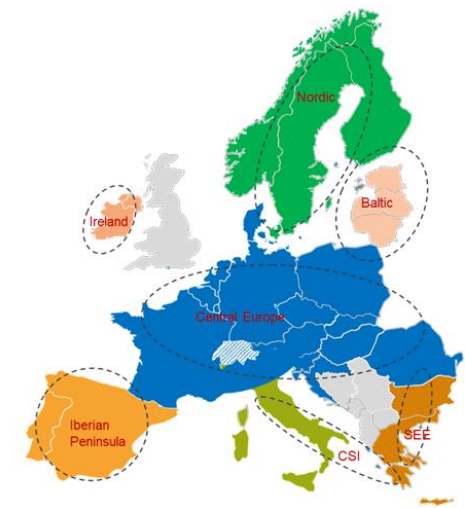 Nordic
Baltic
Ireland
Central Europe
Iberian
Peninsula
SEE
CSI